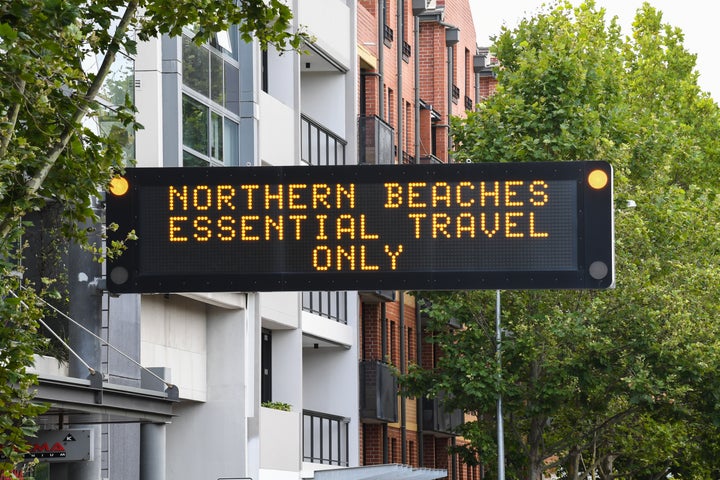 NORTHERN BEACHES
ESSENTIAL TRAVEL
ONLY